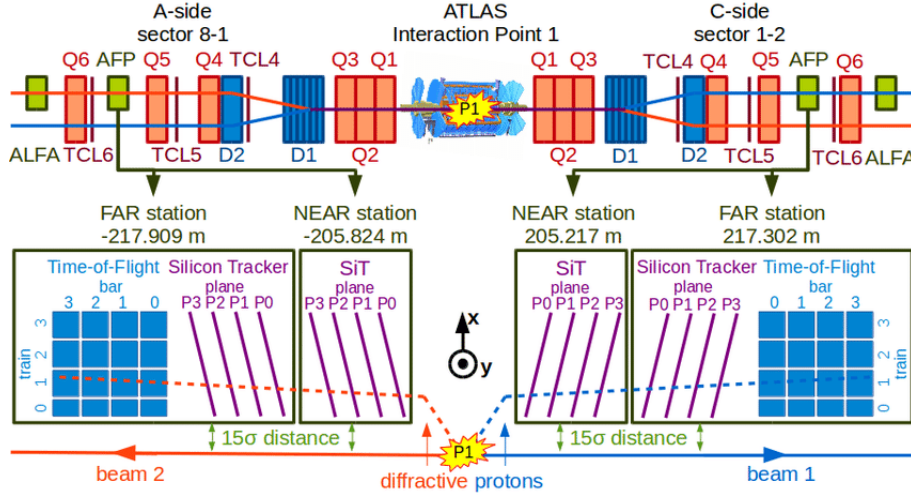 A-side
sector 8-1
ATLAS
Interaction Point 1
C-side
sector 1-2
Q6 AFP Q5 Q4 TCL4 Q3 Q1
P1
Q1 Q3 TCL4 Q4 Q5 AFP Q6
ALFA TCL6 TCL5 D2 D1 Q2
Q2 D1 D2 TCL5 TCL6 ALFA
FAR station
-217.909 m
NEAR station
-205.824 m
NEAR station
205.217 m
FAR station
217.302 m
Time-of-Flight
bar
3 2 1 0
train
3
2
1
0
Silicon Tracker
plane
P3 P2 P1 P0
SiT
plane
P3 P2 P1 P0
x
y
SiT
plane
P0 P1 P2 P3
Silicon Tracker
plane
P0 P1 P2 P3
Time-of-Flight
bar
0 1 2 3
3
2
1
0
train
15σ distance
15σ distance
P1
beam 2
diffractive protons
beam 1